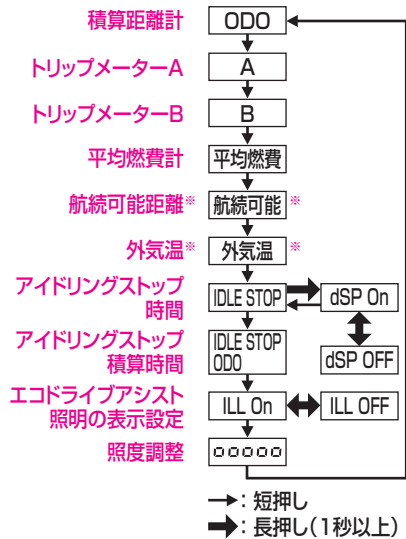 積算距離計 ODO
トリップメーターA A
トリップメーターB B
平均燃費計 平均燃費
航続可能距離※ 航続可能 ※
外気温※ 外気温 ※
アイドリングストップ
時間
IDLE STOP dSP On
dSP OFF
アイドリングストップ
積算時間
IDLE STOP
ODO
エコドライブアシスト
照明の表示設定
ILL On ILL OFF
照度調整 ooooo
：短押し
：長押し（1秒以上）